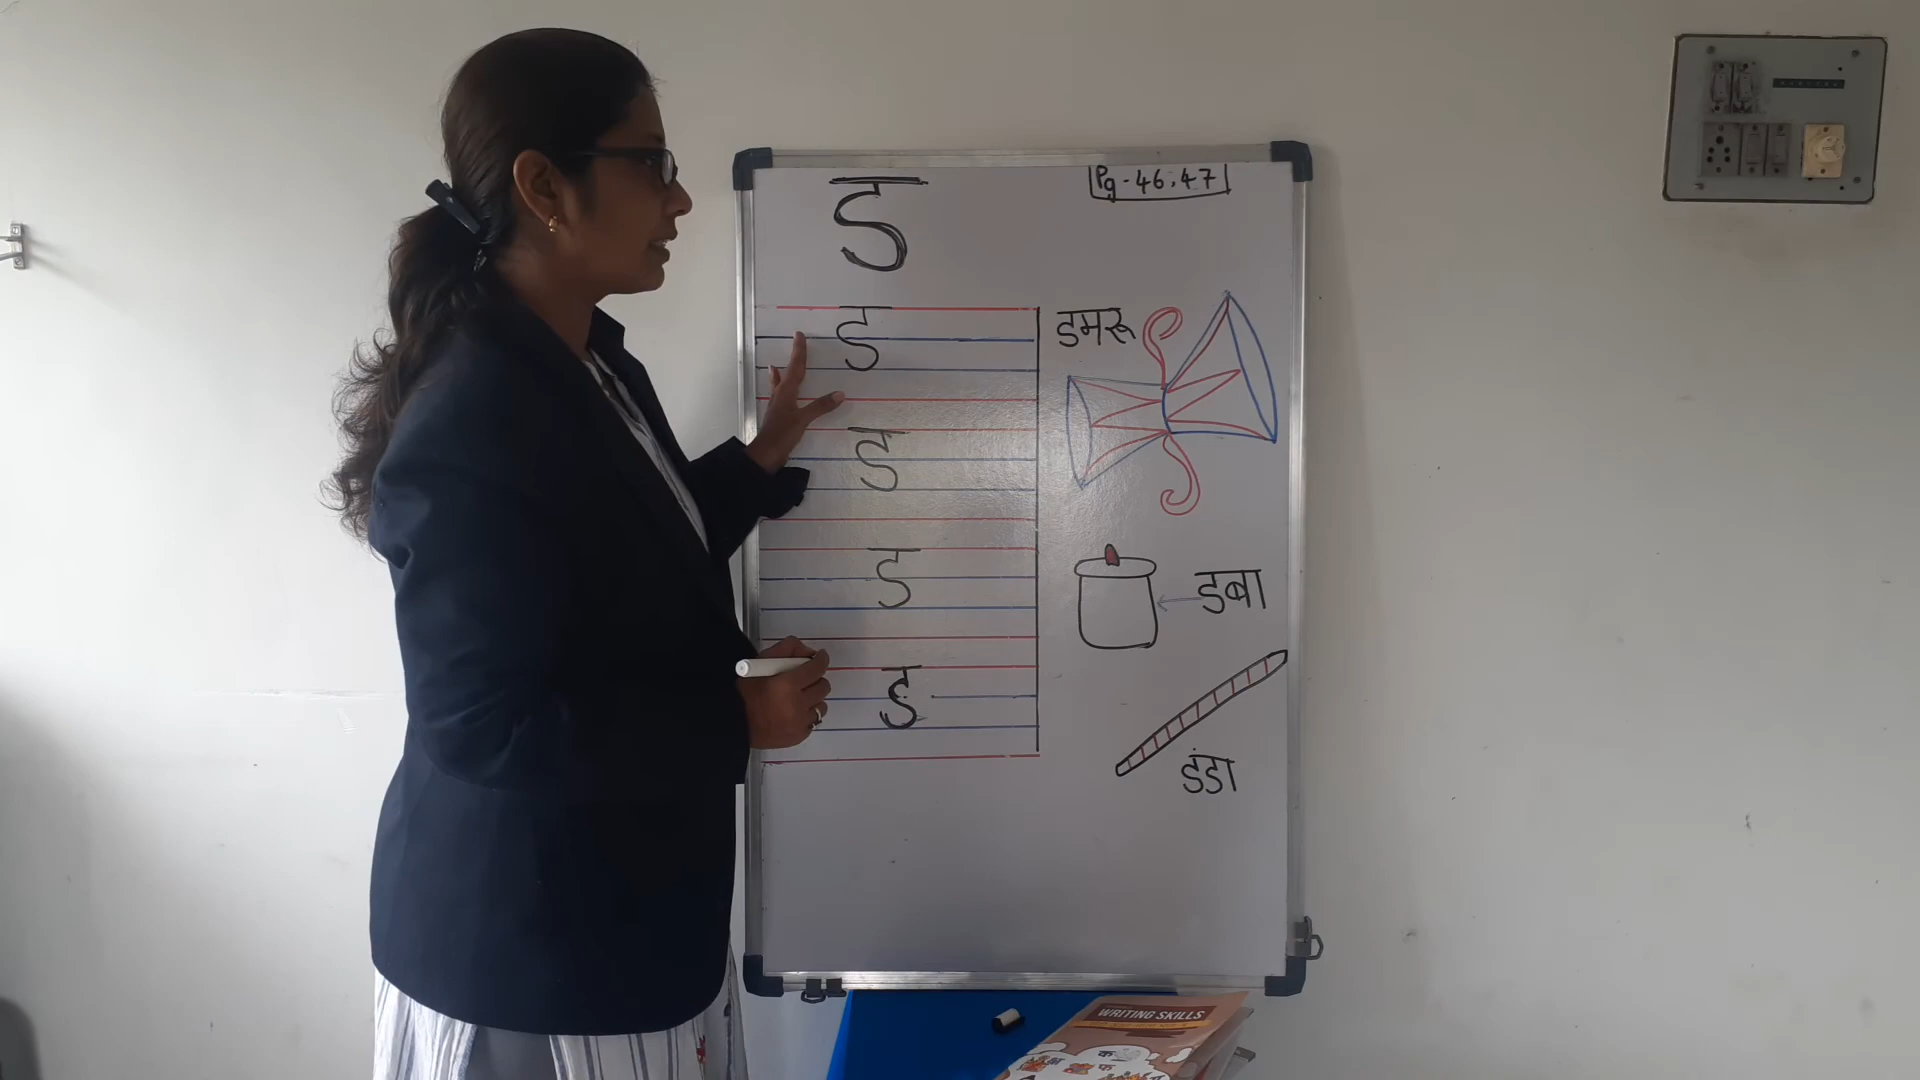 ड
Pg - 46, 47
ड
डमरू
ड
ड
डबा
ड
डंडा
WRITING SKILLS
क